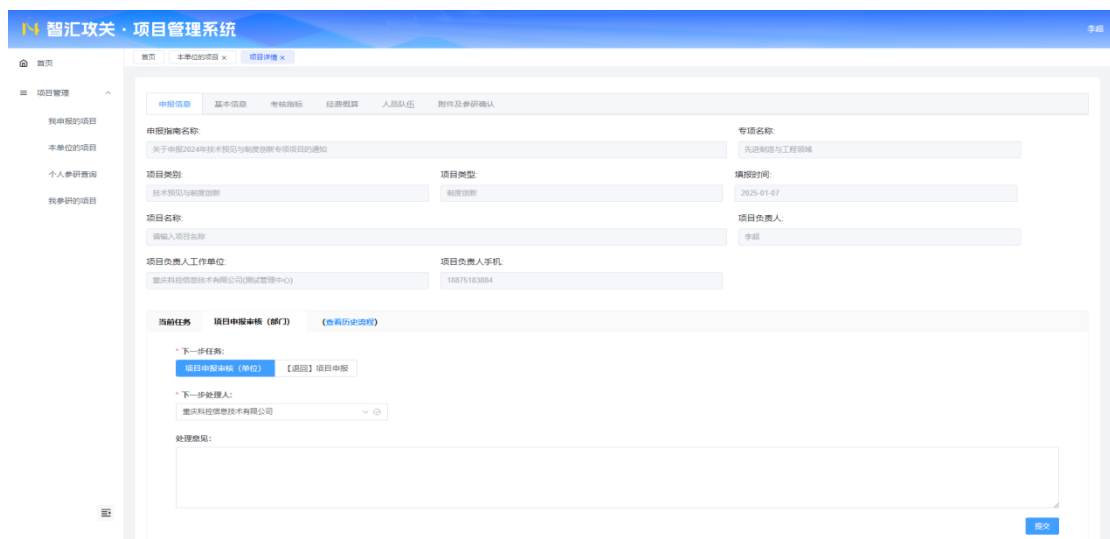 智汇攻关 · 项目管理系统
李超
首页
首页 本单位的项目 × 项目详情 ×
项目管理
我申报的项目
本单位的项目
个人参研查询
我参研的项目
申报信息 基本信息 考核指标 经费概算 人员队伍 附件及参研确认
申报指南名称: 专项名称:
关于申报2024年技术预见与制度创新专项项目的通知 先进制造与工程领域
项目类别: 项目类型: 填报时间:
技术预见与制度创新 制度创新 2025-01-07
项目名称: 项目负责人:
请输入项目名称 李超
项目负责人工作单位: 项目负责人手机:
重庆科控信息技术有限公司(测试管理中心) 18875183884
当前任务 项目申报审核（部门） (查看历史流程)
* 下一步任务:
项目申报审核（单位） 【退回】项目申报
* 下一步处理人:
重庆科控信息技术有限公司
处理意见:
提交